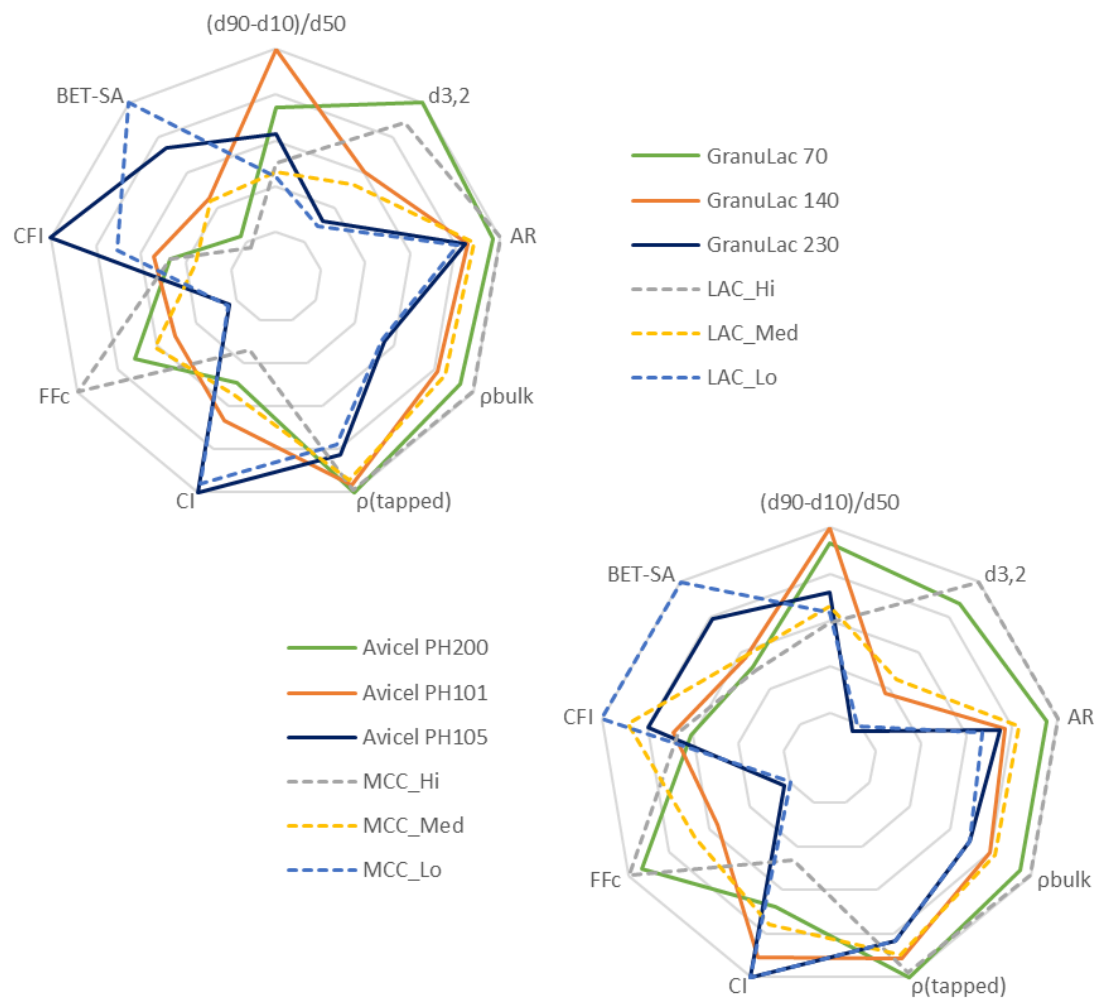 (d90-d10)/d50
BET-SA
d3,2
CFI
AR
FFc
ρbulk
CI
ρ(tapped)
GranuLac 70
GranuLac 140
GranuLac 230
LAC_Hi
LAC_Med
LAC_Lo
Avicel PH200
Avicel PH101
Avicel PH105
MCC_Hi
MCC_Med
MCC_Lo
(d90-d10)/d50
BET-SA
d3,2
CFI
AR
FFc
ρbulk
CI
ρ(tapped)